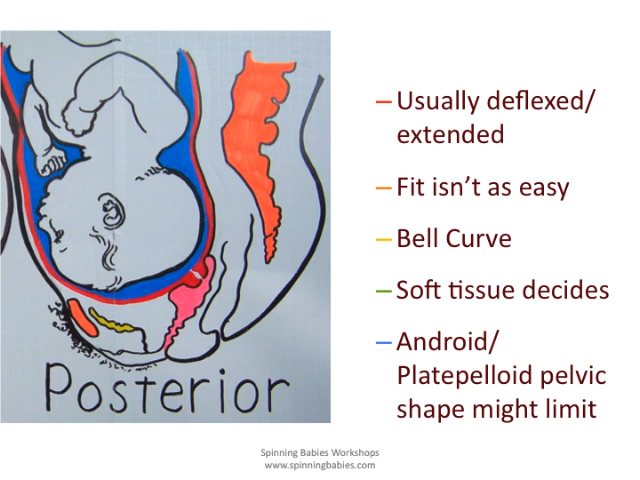 – Usually deflexed/
extended
– Fit isn’t as easy
– Bell Curve
– Soft tissue decides
– Android/
Platepelloid pelvic
shape might limit
Posterior
Spinning Babies Workshops
www.spinningbabies.com